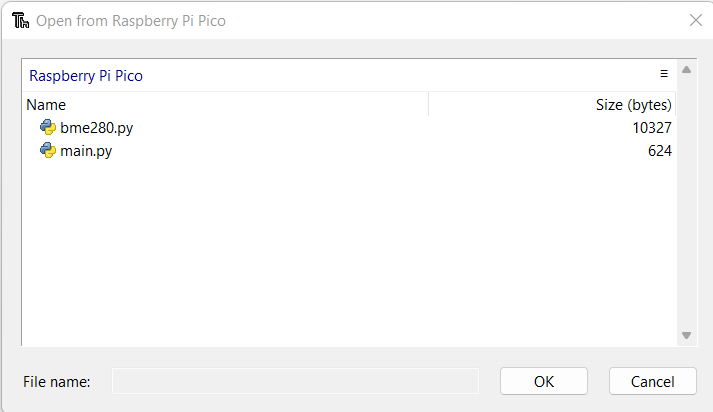 Open from Raspberry Pi Pico
Raspberry Pi Pico
Name Size (bytes)
bme280.py 10327
main.py 624
File name: OK Cancel